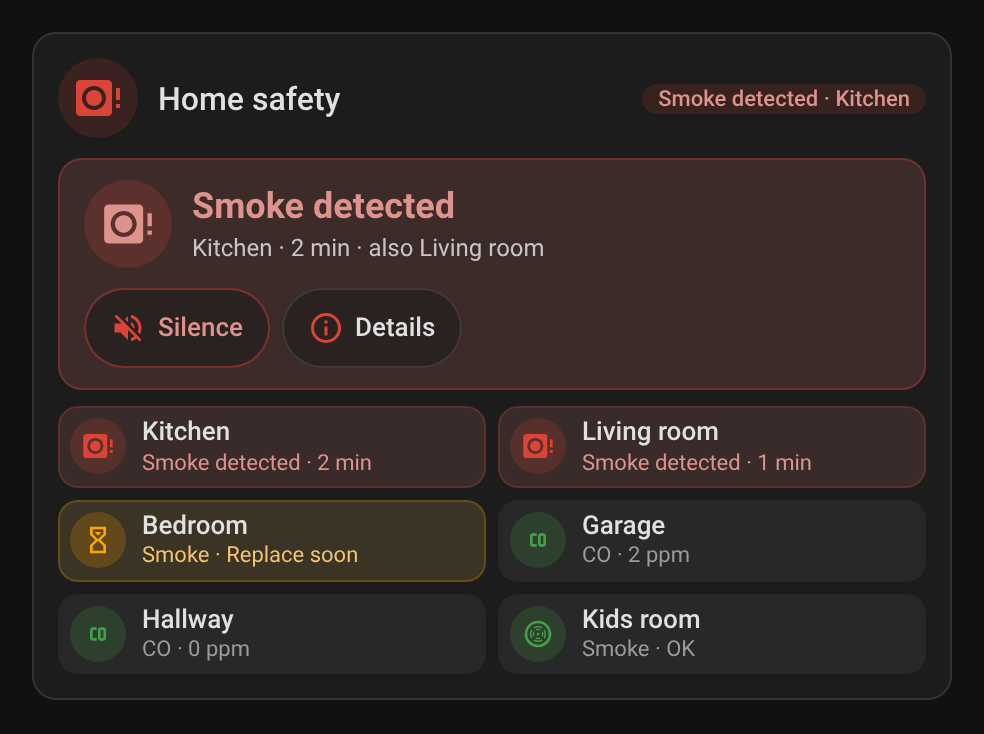 Home safety
Smoke detected · Kitchen
Smoke detected
Kitchen · 2 min · also Living room
Silence
Details
Kitchen
Smoke detected · 2 min
Living room
Smoke detected · 1 min
Bedroom
Smoke · Replace soon
Garage
CO · 2 ppm
Hallway
CO · 0 ppm
Kids room
Smoke · OK